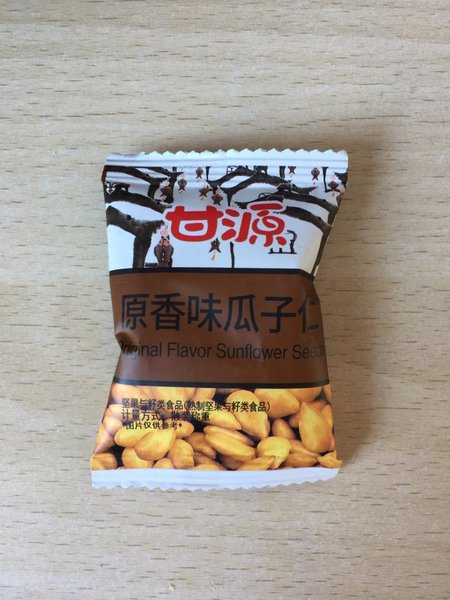 甘源
原香味瓜子仁
Original Flavor Sunflower Seeds
坚果与籽类食品(熟制坚果与籽类食品)
计量方式：散装称重
*图片仅供参考*